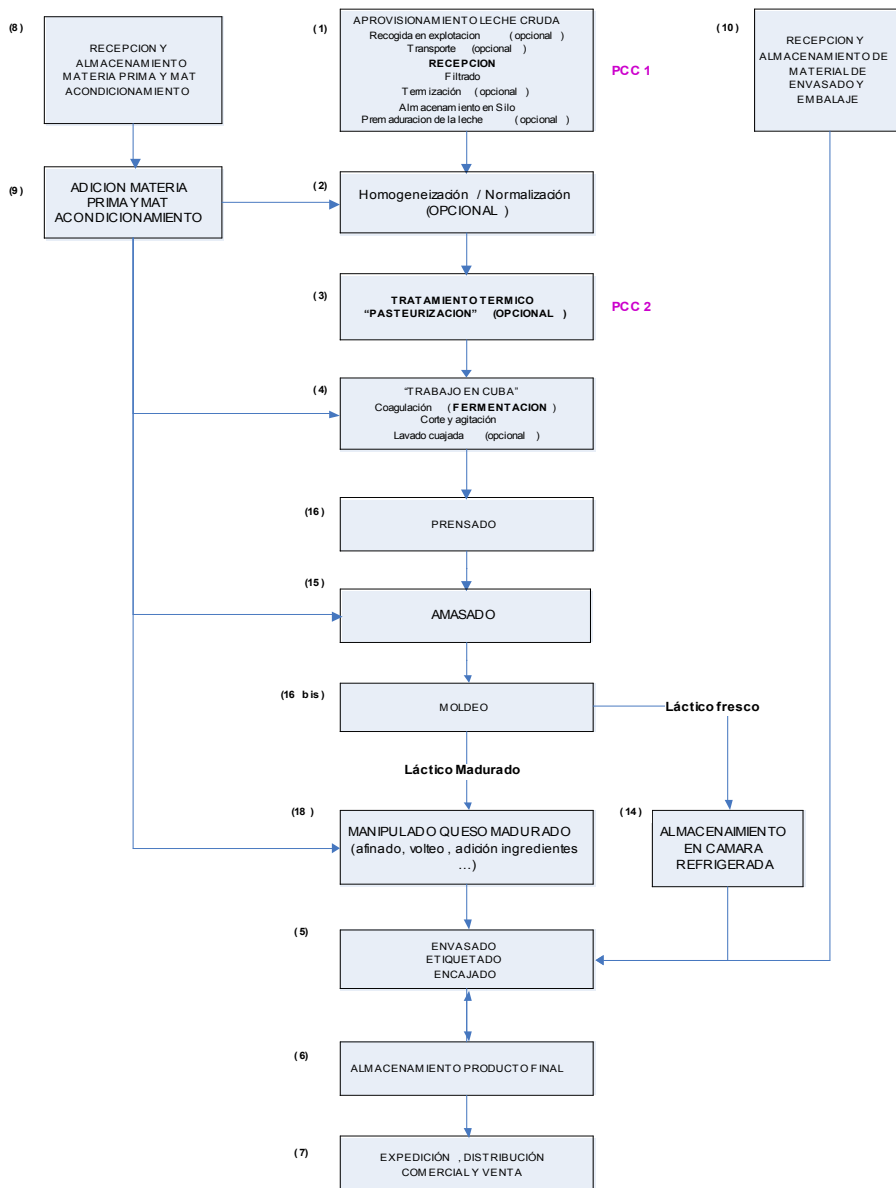 (8)
RECEPCION Y
ALMACENAMIENTO
MATERIA PRIMA Y MAT
ACONDICIONAMIENTO
(1)
APROVISIONAMIENTO LECHE CRUDA
Recogida en explotacion (opcional)
Transporte (opcional)
RECEPCION
Filtrado
Termización (opcional)
Almacenamiento en Silo
Premaduracion de la leche (opcional)
PCC 1
(10)
RECEPCION Y
ALMACENAMIENTO DE
MATERIAL DE
ENVASADO Y
EMBALAJE
(9)
ADICION MATERIA
PRIMA Y MAT
ACONDICIONAMIENTO
(2)
Homogeneización / Normalización
(OPCIONAL)
(3)
TRATAMIENTO TERMICO
“PASTEURIZACION” (OPCIONAL)
PCC 2
(4)
“TRABAJO EN CUBA”
Coagulación (FERMENTACION)
Corte y agitación
Lavado cuajada (opcional)
(16)
PRENSADO
(15)
AMASADO
(16 bis)
MOLDEO
Láctico fresco
Láctico Madurado
(18)
MANIPULADO QUESO MADURADO
(afinado, volteo, adición ingredientes
…)
(14)
ALMACENAIMIENTO
EN CAMARA
REFRIGERADA
(5)
ENVASADO
ETIQUETADO
ENCAJADO
(6)
ALMACENAMIENTO PRODUCTO FINAL
(7)
EXPEDICIÓN, DISTRIBUCIÓN
COMERCIAL Y VENTA